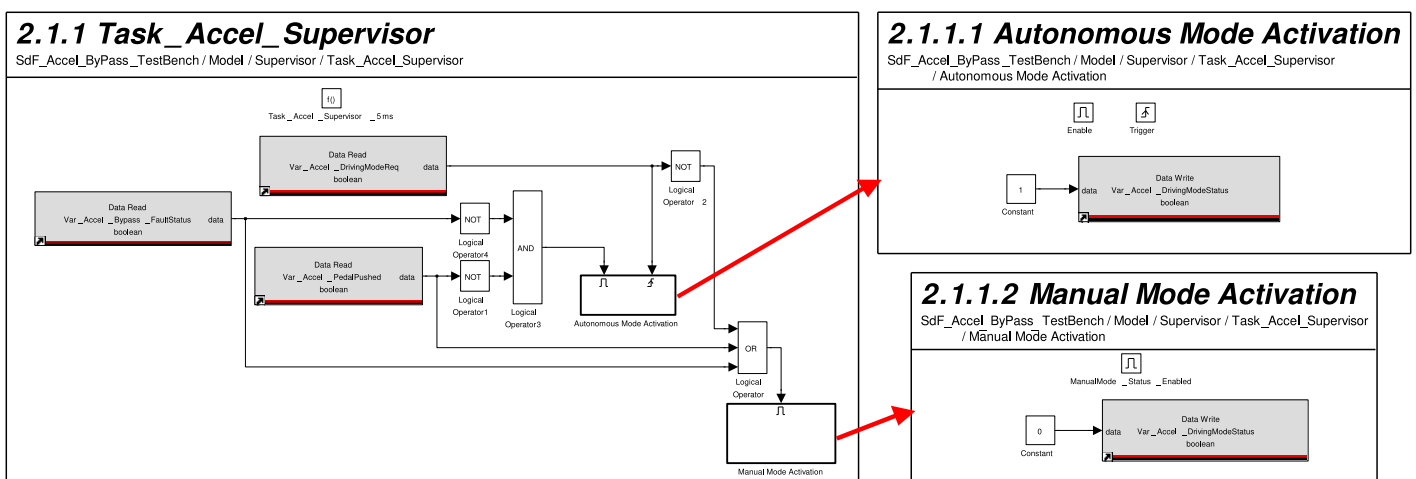 2.1.1 Task_Accel_Supervisor
SdF_Accel_ByPass_TestBench / Model / Supervisor / Task_Accel_Supervisor
f()
Task_Accel_Supervisor_5ms
Data Read
Var_Accel_DrivingModeReq
data
boolean
NOT
Logical
Operator 2
Data Read
Var_Accel_Bypass_FaultStatus
data
boolean
NOT
Logical
Operator4
AND
Logical
Operator3
Data Read
Var_Accel_PedalPushed
data
boolean
NOT
Logical
Operator1
Autonomous Mode Activation
OR
Logical
Operator
Manual Mode Activation
2.1.1.1 Autonomous Mode Activation
SdF_Accel_ByPass_TestBench / Model / Supervisor / Task_Accel_Supervisor
/ Autonomous Mode Activation
Enable
Trigger
1
Constant
Data Write
data
Var_Accel_DrivingModeStatus
boolean
2.1.1.2 Manual Mode Activation
SdF_Accel_ByPass_TestBench / Model / Supervisor / Task_Accel_Supervisor
/ Manual Mode Activation
ManualMode_Status_Enabled
0
Constant
Data Write
data
Var_Accel_DrivingModeStatus
boolean